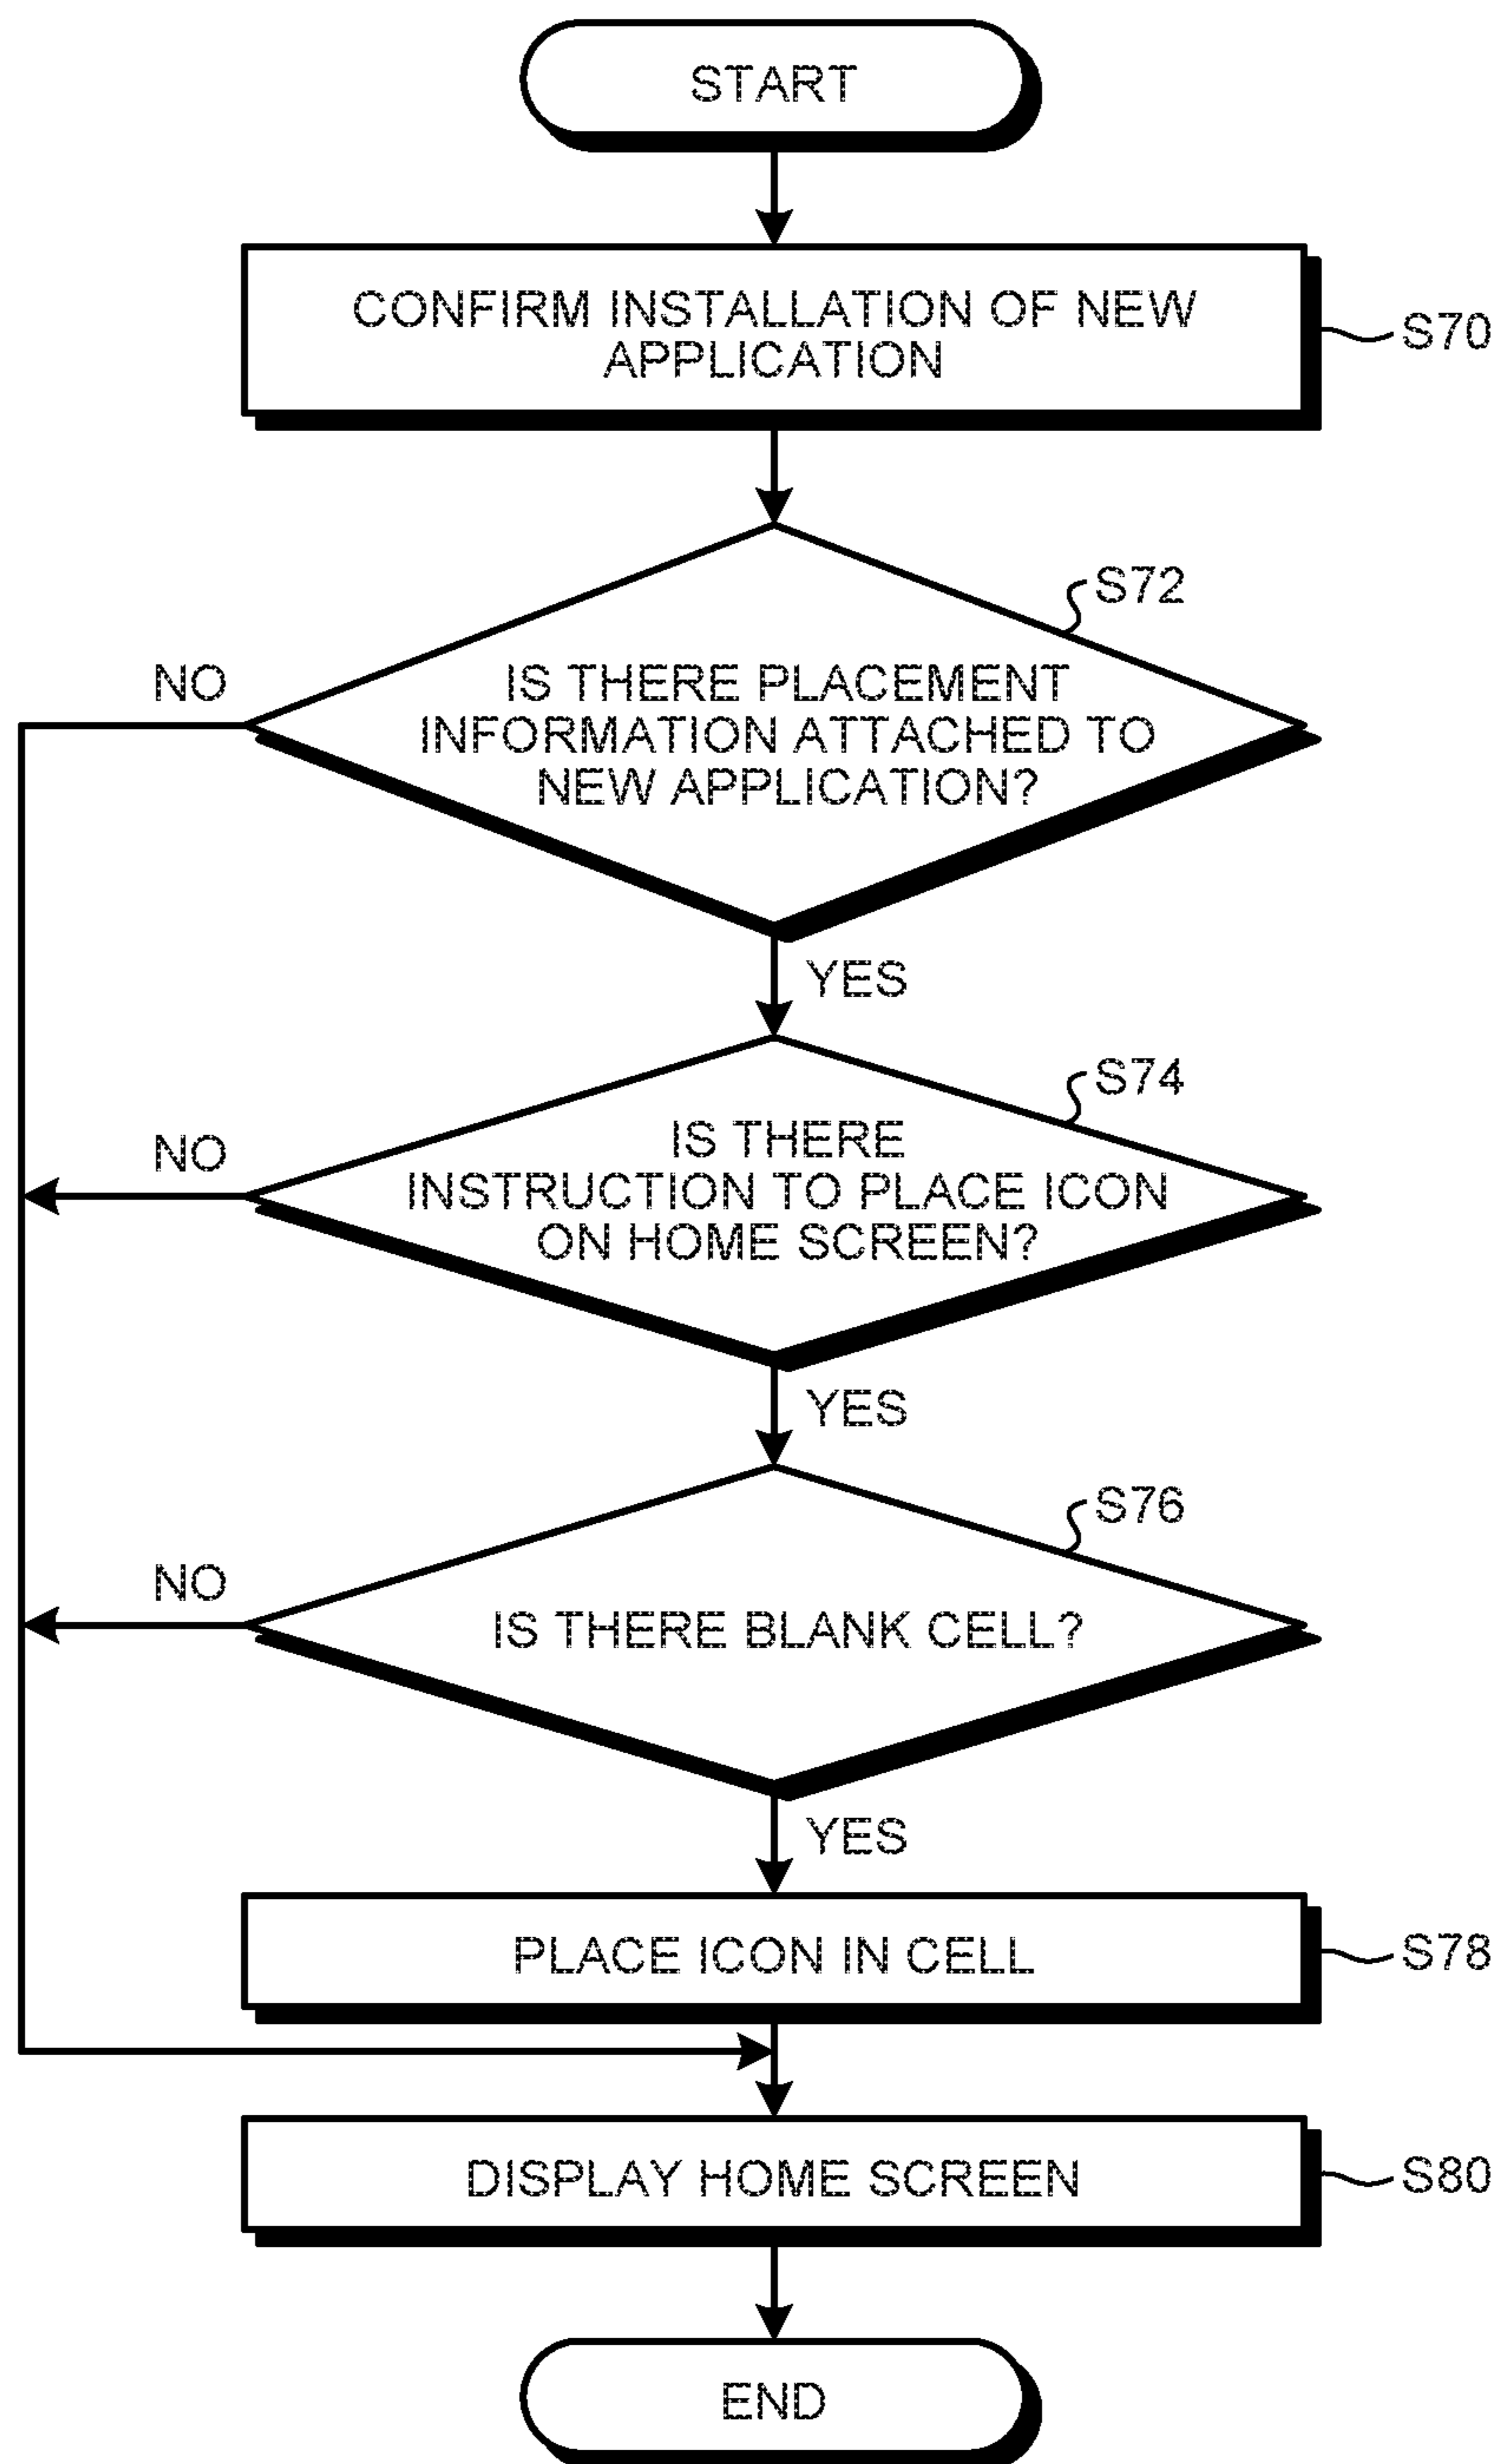 START
CONFIRM INSTALLATION OF NEW
APPLICATION
S70
S72
IS THERE PLACEMENT
INFORMATION ATTACHED TO
NEW APPLICATION?
NO
YES
S74
IS THERE
INSTRUCTION TO PLACE ICON
ON HOME SCREEN?
NO
YES
S76
IS THERE BLANK CELL?
NO
YES
PLACE ICON IN CELL
S78
DISPLAY HOME SCREEN
S80
END